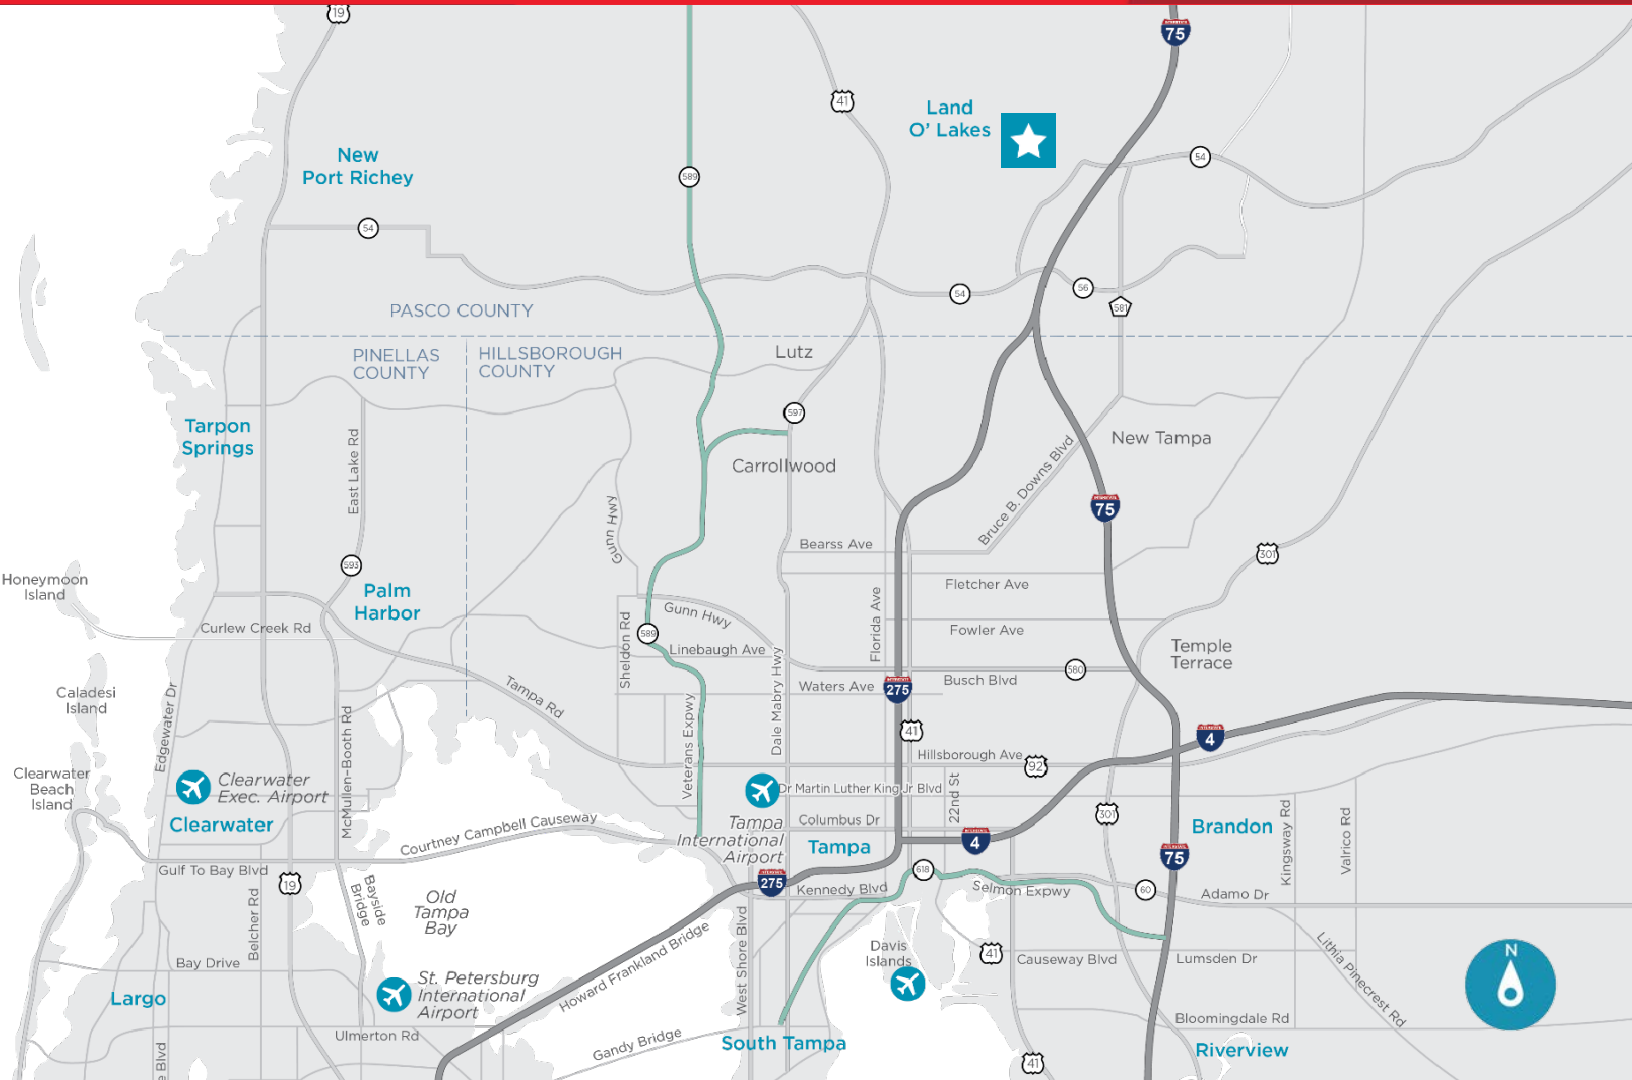 19
75
41
Land
O' Lakes
New
Port Richey
54
589
54
54
56
581
PASCO COUNTY
PINELLAS
COUNTY
HILLSBOROUGH
COUNTY
Lutz
597
Tarpon
Springs
East Lake Rd
Carrollwood
New Tampa
Bruce B. Downs Blvd
75
Gunn Hwy
Bearss Ave
301
593
Honeymoon
Island
Palm
Harbor
Fletcher Ave
Gunn Hwy
Florida Ave
Curlew Creek Rd
589
Sheldon Rd
Linebaugh Ave
Fowler Ave
Temple
Terrace
580
Busch Blvd
Waters Ave
275
Caladesi
Island
Edgewater Dr
Tampa Rd
McMullen-Booth Rd
Veterans Expwy
Dale Mabry Hwy
41
Hillsborough Ave
92
4
Clearwater
Beach
Island
Clearwater
Exec. Airport
Clearwater
Dr Martin Luther King Jr Blvd
22nd St
Columbus Dr
Tampa
International
Airport
Tampa
301
Brandon
Kingsway Rd
Valrico Rd
Courtney Campbell Causeway
4
75
Gulf To Bay Blvd
19
Belcher Rd
Bayside
Bridge
Old
Tampa
Bay
275
Kennedy Blvd
618
Selmon Expwy
60
Adamo Dr
West Shore Blvd
Howard Frankland Bridge
Davis
Islands
41
Causeway Blvd
Lumsden Dr
Lithia Pinecrest Rd
N
Bay Drive
Largo
St. Petersburg
International
Airport
Ulmerton Rd
Gandy Bridge
South Tampa
Bloomingdale Rd
Riverview
41
e Blvd